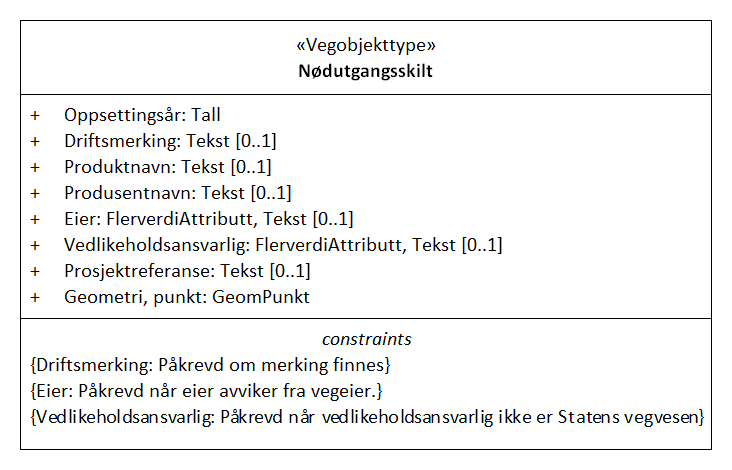 «Vegobjekttype»
Nødutgangsskilt
+ Oppsettingsår: Tall
+ Driftsmerking: Tekst [0..1]
+ Produktnavn: Tekst [0..1]
+ Produsentnavn: Tekst [0..1]
+ Eier: FlerverdiAttributt, Tekst [0..1]
+ Vedlikeholdsansvarlig: FlerverdiAttributt, Tekst [0..1]
+ Prosjektreferanse: Tekst [0..1]
+ Geometri, punkt: GeomPunkt
constraints
{Driftsmerking: Påkrevd om merking finnes}
{Eier: Påkrevd når eier avviker fra vegeier.}
{Vedlikeholdsansvarlig: Påkrevd når vedlikeholdsansvarlig ikke er Statens vegvesen}